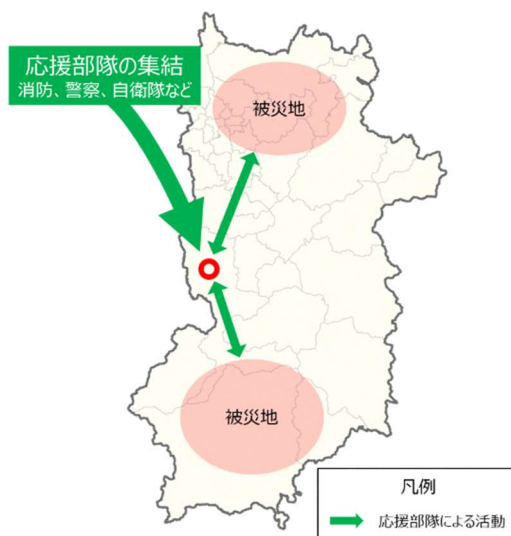 応援部隊の集結
消防、警察、自衛隊など
被災地
被災地
凡例
応援部隊による活動